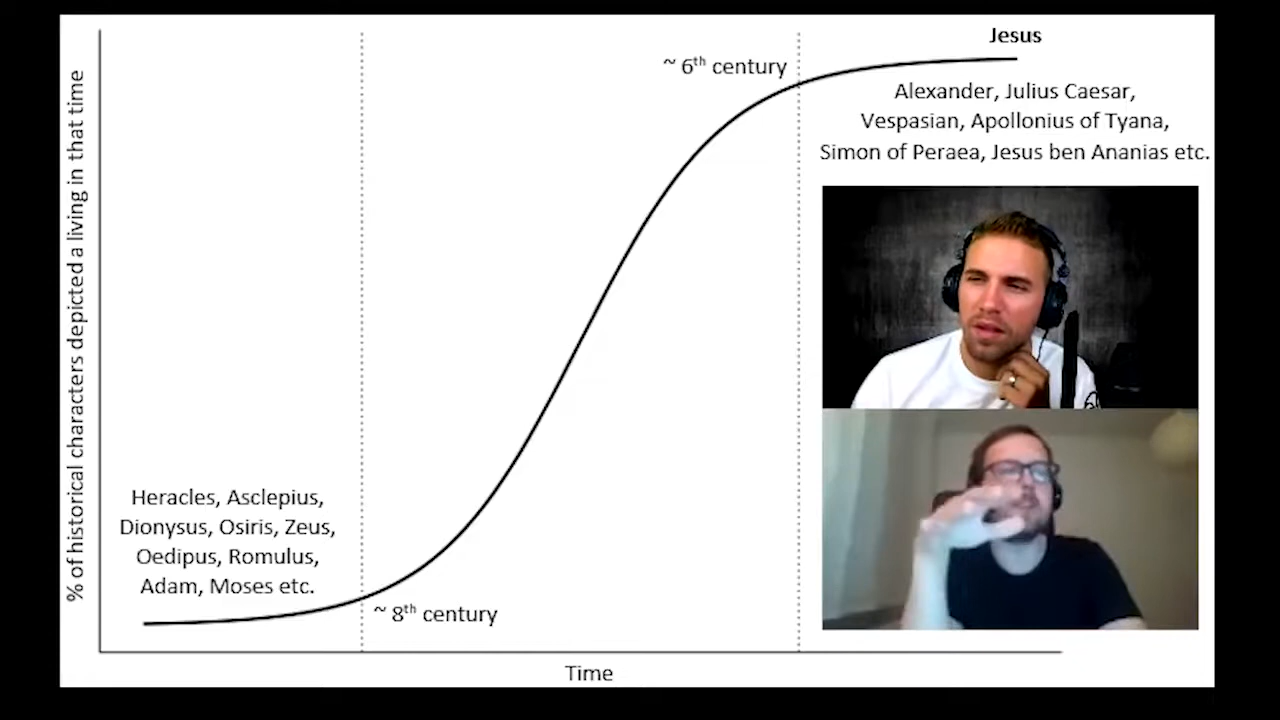 Jesus
~ 6th century
Alexander, Julius Caesar,
Vespasian, Apollonius of Tyana,
Simon of Peraea, Jesus ben Ananias etc.
% of historical characters depicted a living in that time
Heracles, Asclepius,
Dionysus, Osiris, Zeus,
Oedipus, Romulus,
Adam, Moses etc.
~ 8th century
Time